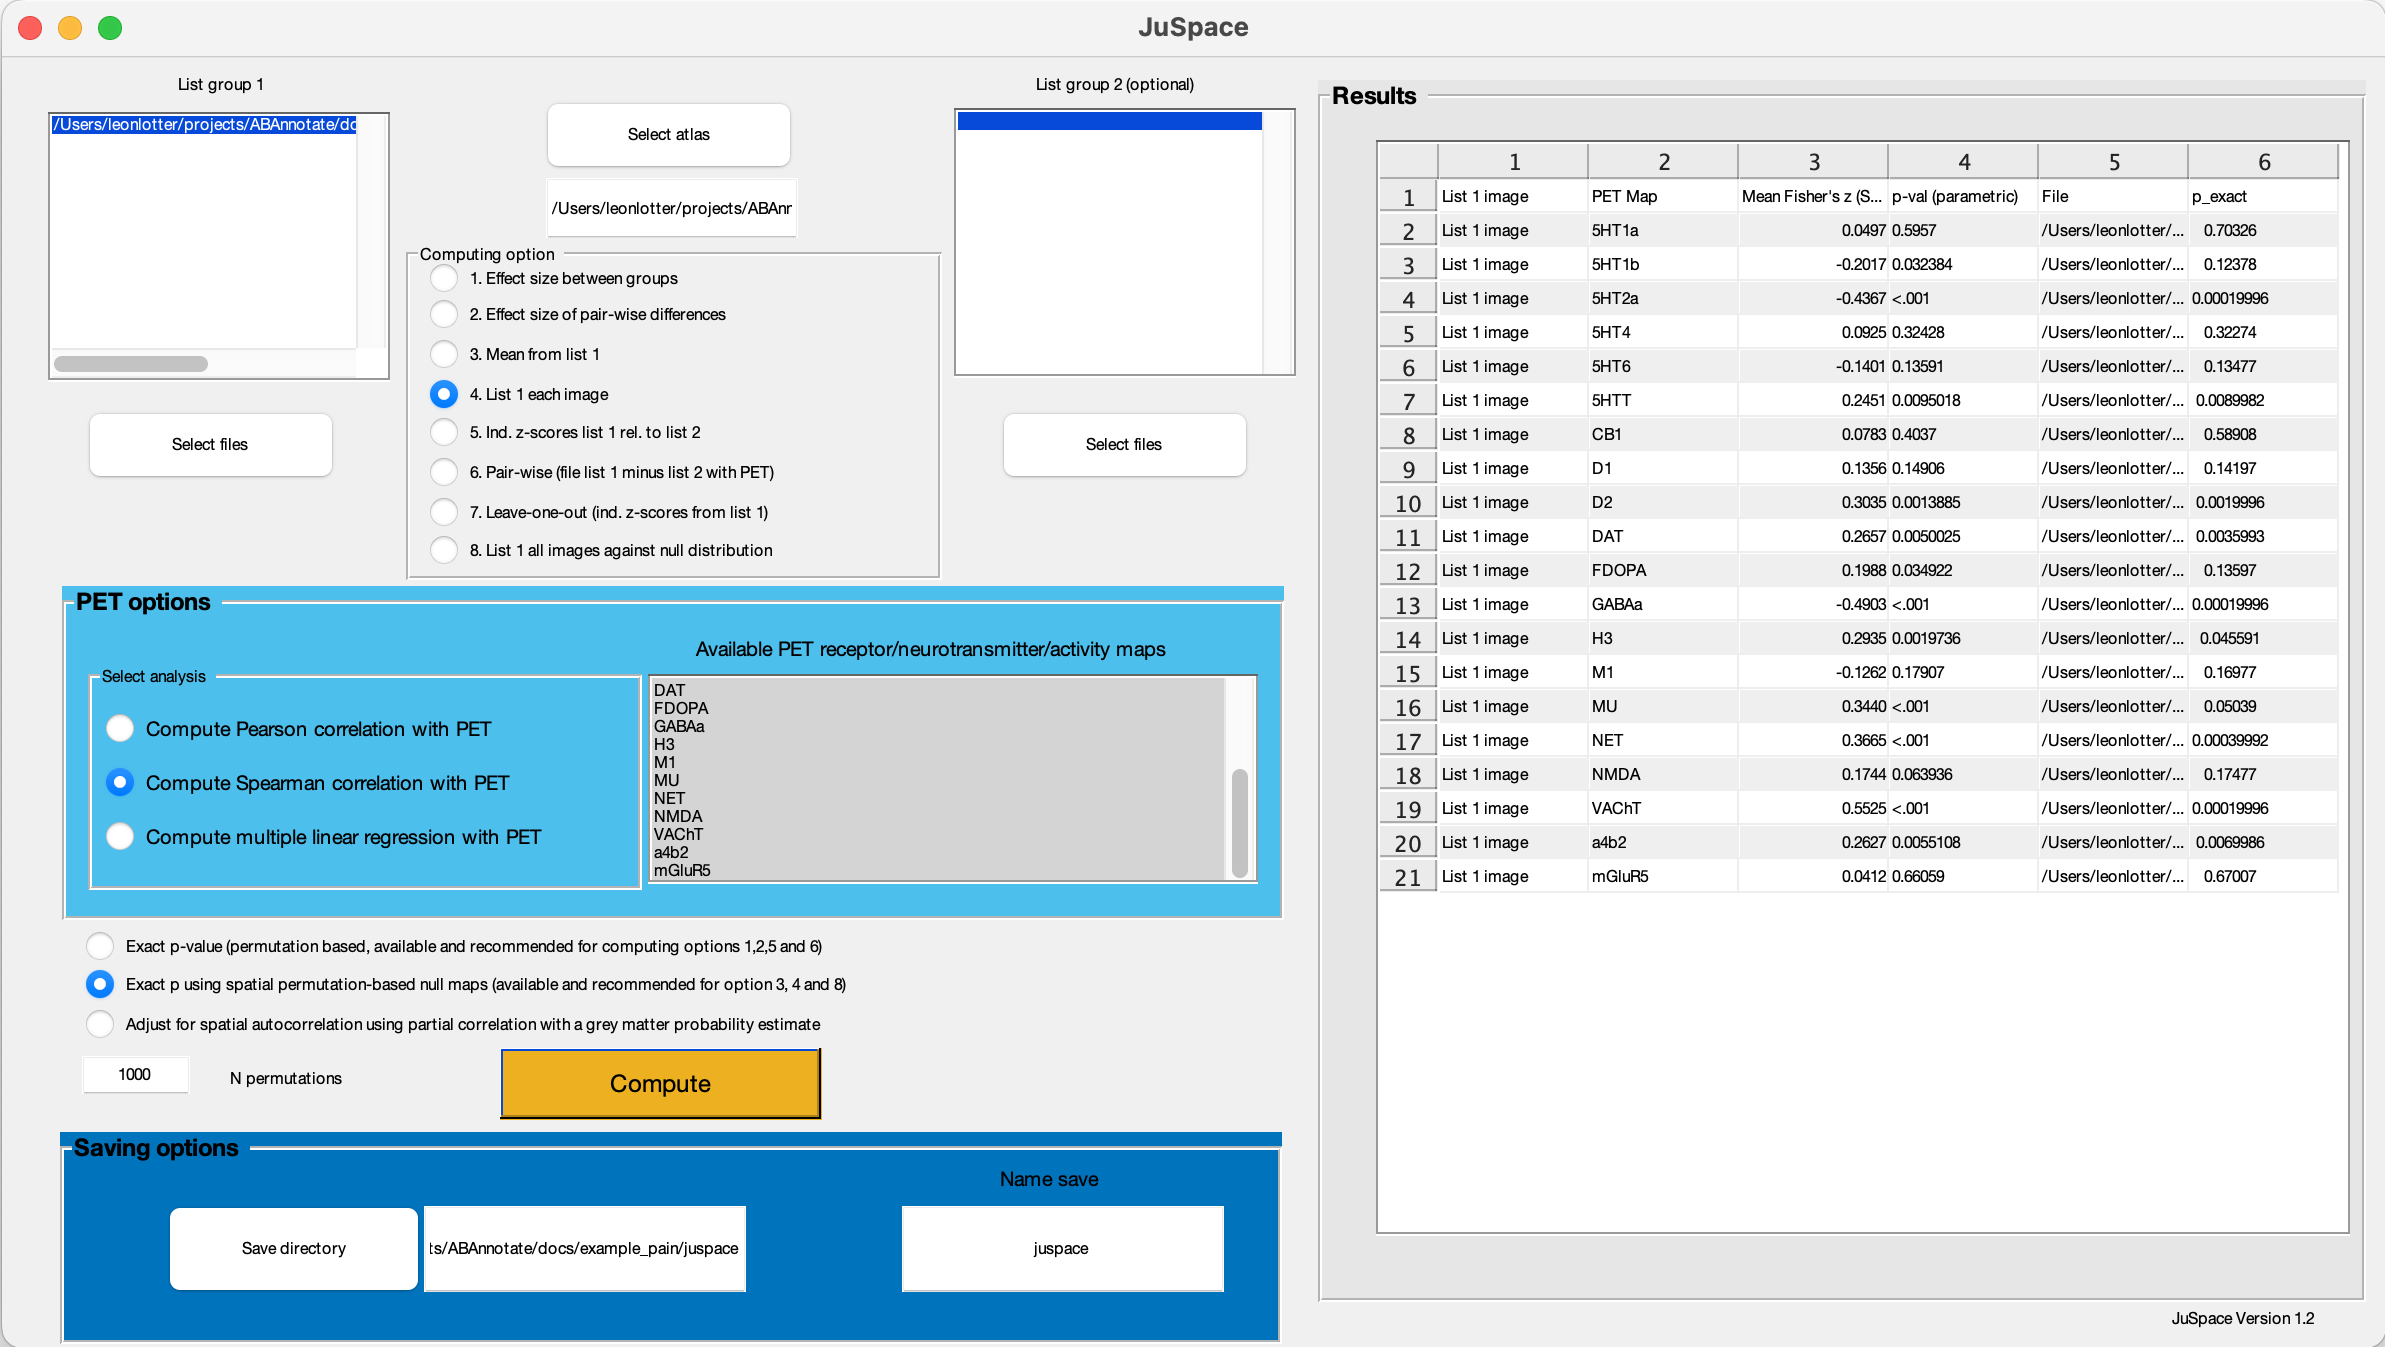 JuSpace
List group 1
/Users/leonlotter/projects/ABAnnotate/dc
Select files
Select atlas
/Users/leonlotter/projects/ABAnr
List group 2 (optional)
Select files
Computing option
1. Effect size between groups
2. Effect size of pair-wise differences
3. Mean from list 1
4. List 1 each image
5. Ind. z-scores list 1 rel. to list 2
6. Pair-wise (file list 1 minus list 2 with PET)
7. Leave-one-out (ind. z-scores from list 1)
8. List 1 all images against null distribution
PET options
Select analysis
Compute Pearson correlation with PET
Compute Spearman correlation with PET
Compute multiple linear regression with PET
Available PET receptor/neurotransmitter/activity maps
DAT
FDOPA
GABAa
H3
M1
MU
NET
NMDA
VAChT
a4b2
mGluR5
Exact p-value (permutation based, available and recommended for computing options 1,2,5 and 6)
Exact p using spatial permutation-based null maps (available and recommended for option 3, 4 and 8)
Adjust for spatial autocorrelation using partial correlation with a grey matter probability estimate
1000 N permutations
Compute
Saving options
Save directory
ts/ABAnnotate/docs/example_pain/juspace
Name save
juspace
Results
1 2 3 4 5 6
1 List 1 image PET Map Mean Fisher's z (S... p-val (parametric) File p_exact
2 List 1 image 5HT1a 0.0497 0.5957 /Users/leonlotter/... 0.70326
3 List 1 image 5HT1b -0.2017 0.032384 /Users/leonlotter/... 0.12378
4 List 1 image 5HT2a -0.4367 <.001 /Users/leonlotter/... 0.00019996
5 List 1 image 5HT4 0.0925 0.32428 /Users/leonlotter/... 0.32274
6 List 1 image 5HT6 -0.1401 0.13591 /Users/leonlotter/... 0.13477
7 List 1 image 5HTT 0.2451 0.0095018 /Users/leonlotter/... 0.0089982
8 List 1 image CB1 0.0783 0.4037 /Users/leonlotter/... 0.58908
9 List 1 image D1 0.1356 0.14906 /Users/leonlotter/... 0.14197
10 List 1 image D2 0.3035 0.0013885 /Users/leonlotter/... 0.0019996
11 List 1 image DAT 0.2657 0.0050025 /Users/leonlotter/... 0.0035993
12 List 1 image FDOPA 0.1988 0.034922 /Users/leonlotter/... 0.13597
13 List 1 image GABAa -0.4903 <.001 /Users/leonlotter/... 0.00019996
14 List 1 image H3 0.2935 0.0019736 /Users/leonlotter/... 0.045591
15 List 1 image M1 -0.1262 0.17907 /Users/leonlotter/... 0.16977
16 List 1 image MU 0.3440 <.001 /Users/leonlotter/... 0.05039
17 List 1 image NET 0.3665 <.001 /Users/leonlotter/... 0.00039992
18 List 1 image NMDA 0.1744 0.063936 /Users/leonlotter/... 0.17477
19 List 1 image VAChT 0.5525 <.001 /Users/leonlotter/... 0.00019996
20 List 1 image a4b2 0.2627 0.0055108 /Users/leonlotter/... 0.0069986
21 List 1 image mGluR5 0.0412 0.66059 /Users/leonlotter/... 0.67007
JuSpace Version 1.2